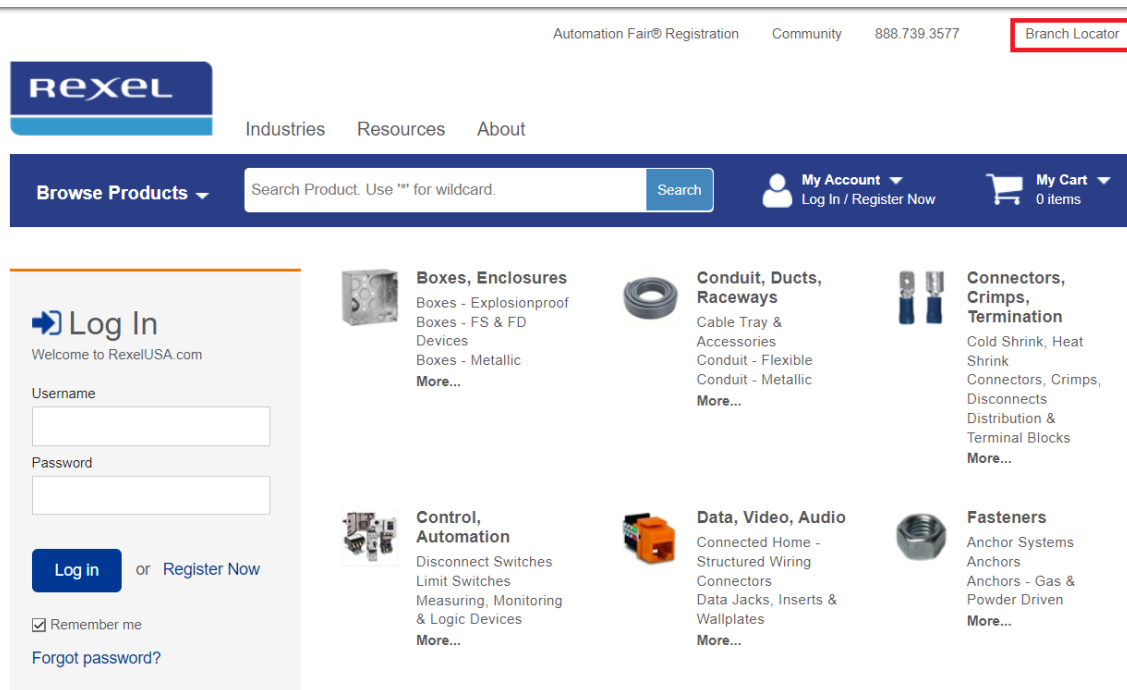 Automation Fair® Registration Community 888.739.3577 Branch Locator
REXEL
Industries Resources About
Browse Products Search Product. Use '*' for wildcard. Search
My Account
Log In / Register Now
My Cart
0 items
Log In
Welcome to RexelUSA.com
Username
Password
Log in or Register Now
Remember me
Forgot password?
Boxes, Enclosures
Boxes - Explosionproof
Boxes - FS & FD
Devices
Boxes - Metallic
More...
Conduit, Ducts,
Raceways
Cable Tray &
Accessories
Conduit - Flexible
Conduit - Metallic
More...
Connectors,
Crimps,
Termination
Cold Shrink, Heat
Shrink
Connectors, Crimps,
Disconnects
Distribution &
Terminal Blocks
More...
Control,
Automation
Disconnect Switches
Limit Switches
Measuring, Monitoring
& Logic Devices
More...
Data, Video, Audio
Connected Home -
Structured Wiring
Connectors
Data Jacks, Inserts &
Wallplates
More...
Fasteners
Anchor Systems
Anchors
Anchors - Gas &
Powder Driven
More...